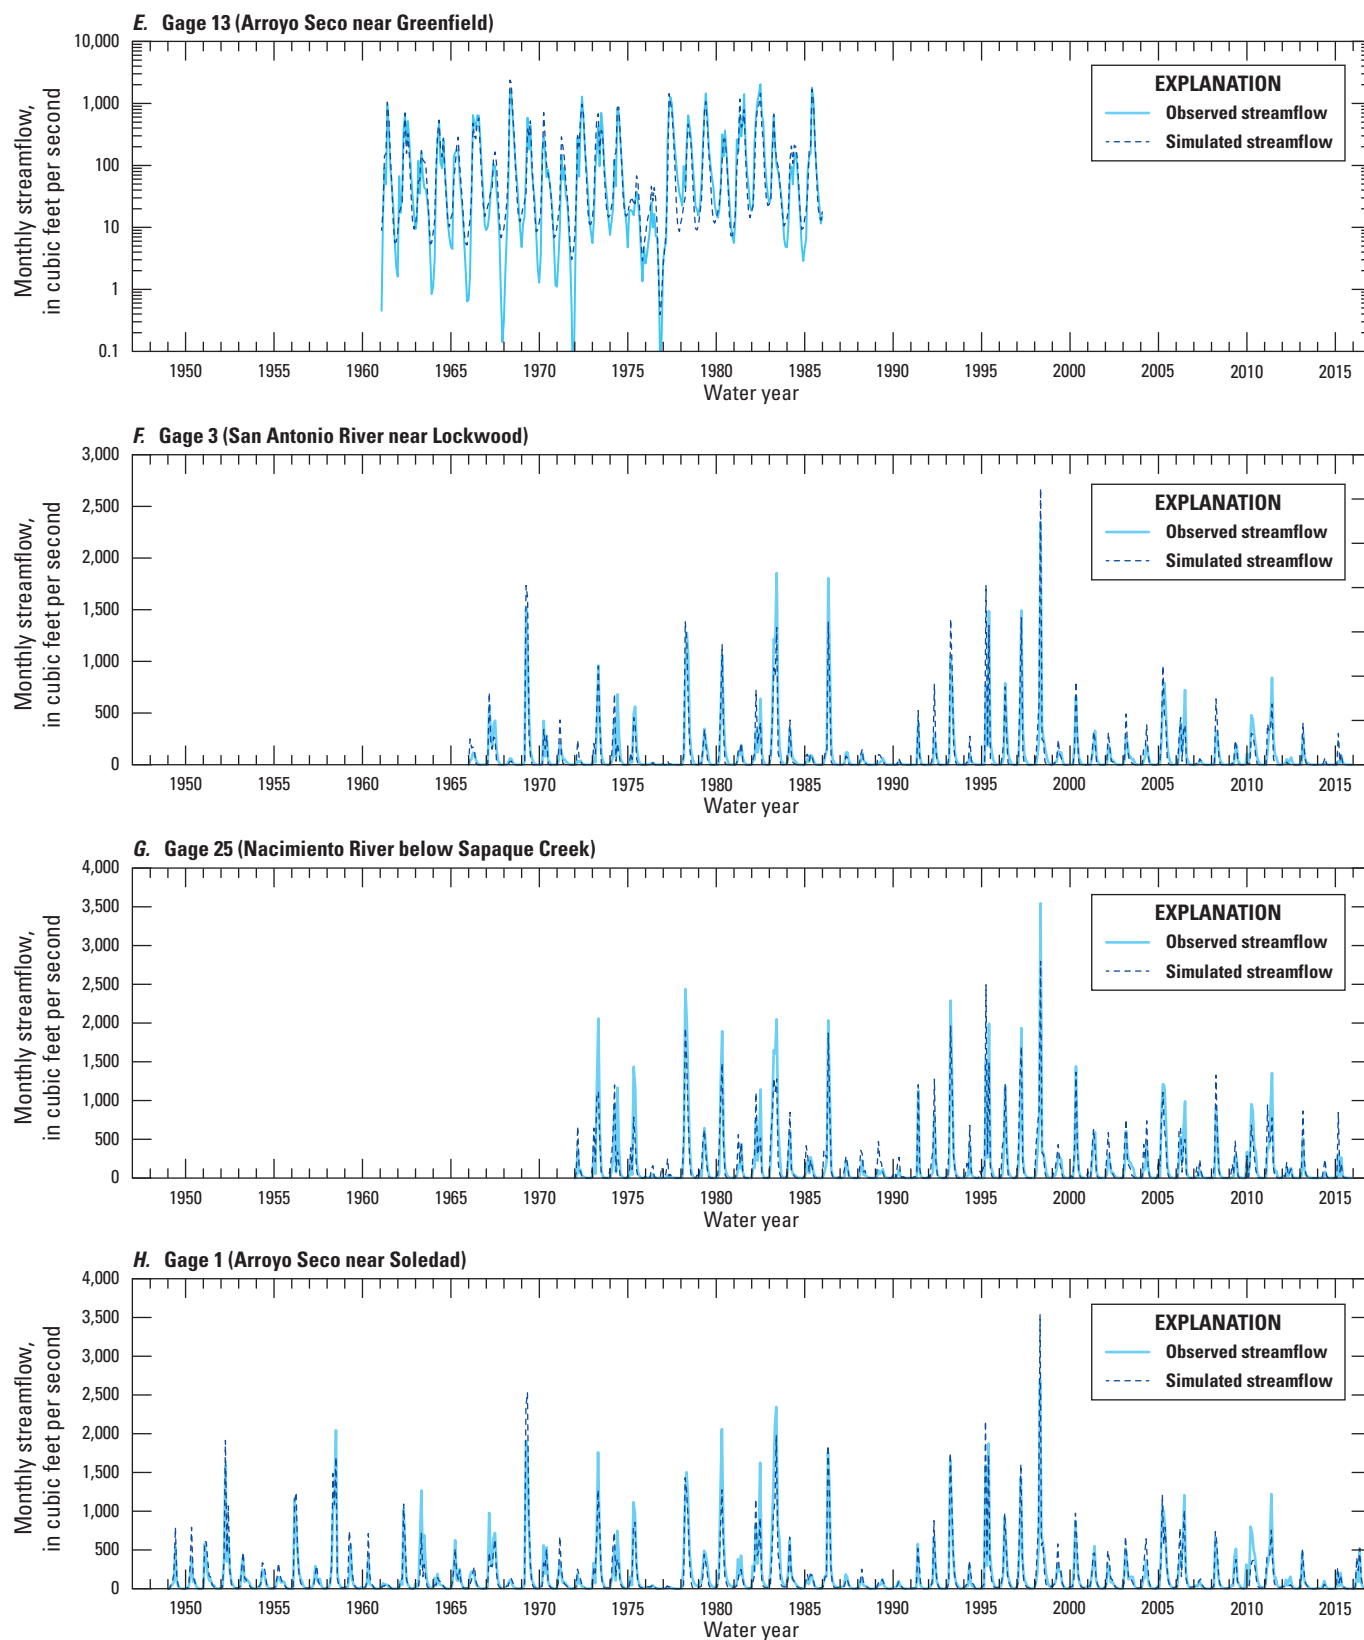 E. Gage 13 (Arroyo Seco near Greenfield)
Monthly streamflow,
in cubic feet per second
10,000
1,000
100
10
1
0.1
EXPLANATION
Observed streamflow
Simulated streamflow
1950 1955 1960 1965 1970 1975 1980 1985 1990 1995 2000 2005 2010 2015
Water year
F. Gage 3 (San Antonio River near Lockwood)
Monthly streamflow,
in cubic feet per second
3,000
2,500
2,000
1,500
1,000
500
0
EXPLANATION
Observed streamflow
Simulated streamflow
1950 1955 1960 1965 1970 1975 1980 1985 1990 1995 2000 2005 2010 2015
Water year
G. Gage 25 (Nacimiento River below Sapaque Creek)
Monthly streamflow,
in cubic feet per second
4,000
3,500
3,000
2,500
2,000
1,500
1,000
500
0
EXPLANATION
Observed streamflow
Simulated streamflow
1950 1955 1960 1965 1970 1975 1980 1985 1990 1995 2000 2005 2010 2015
Water year
H. Gage 1 (Arroyo Seco near Soledad)
Monthly streamflow,
in cubic feet per second
4,000
3,500
3,000
2,500
2,000
1,500
1,000
500
0
EXPLANATION
Observed streamflow
Simulated streamflow
1950 1955 1960 1965 1970 1975 1980 1985 1990 1995 2000 2005 2010 2015
Water year